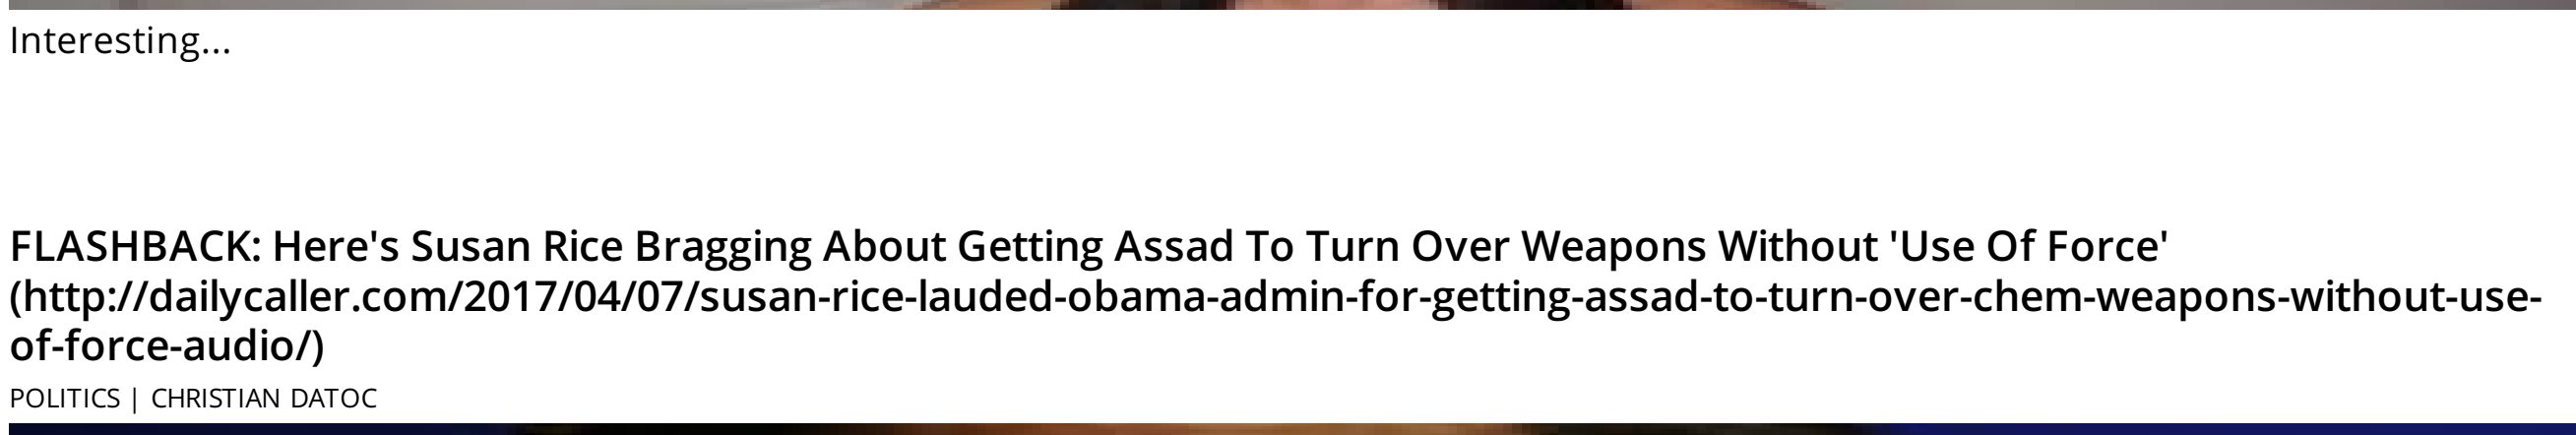 Interesting...
FLASHBACK: Here's Susan Rice Bragging About Getting Assad To Turn Over Weapons Without 'Use Of Force'
(http://dailycaller.com/2017/04/07/susan-rice-lauded-obama-admin-for-getting-assad-to-turn-over-chem-weapons-without-use-
of-force-audio/)
POLITICS | CHRISTIAN DATOC